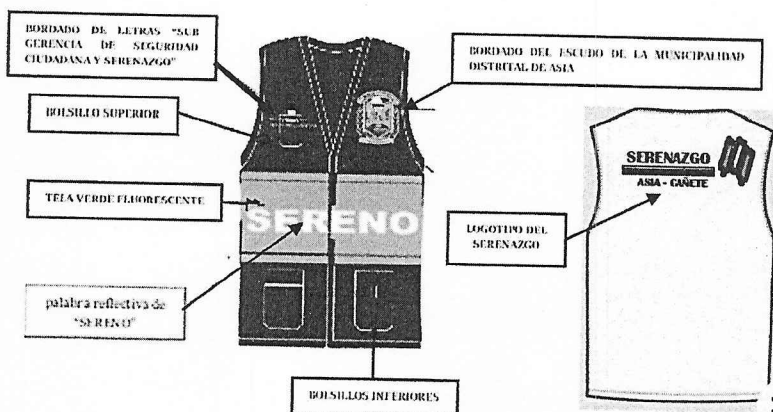 BORDADO DE LETRAS "SUB
GERENCIA DE SEGURIDAD
CIUDADANA Y SERENAZGO"
BORDADO DEL ESCUDO DE LA MUNICIPALIDAD
DISTRITAL DE ASIA
BOLSILLO SUPERIOR
TELA VERDE FLUORESCENTE
SERENO
palabra reflectiva de
"SERENO"
BOLSILLOS INFERIORES
SERENAZGO
ASIA - CAÑETE
LOGOTIPO DEL
SERENAZGO